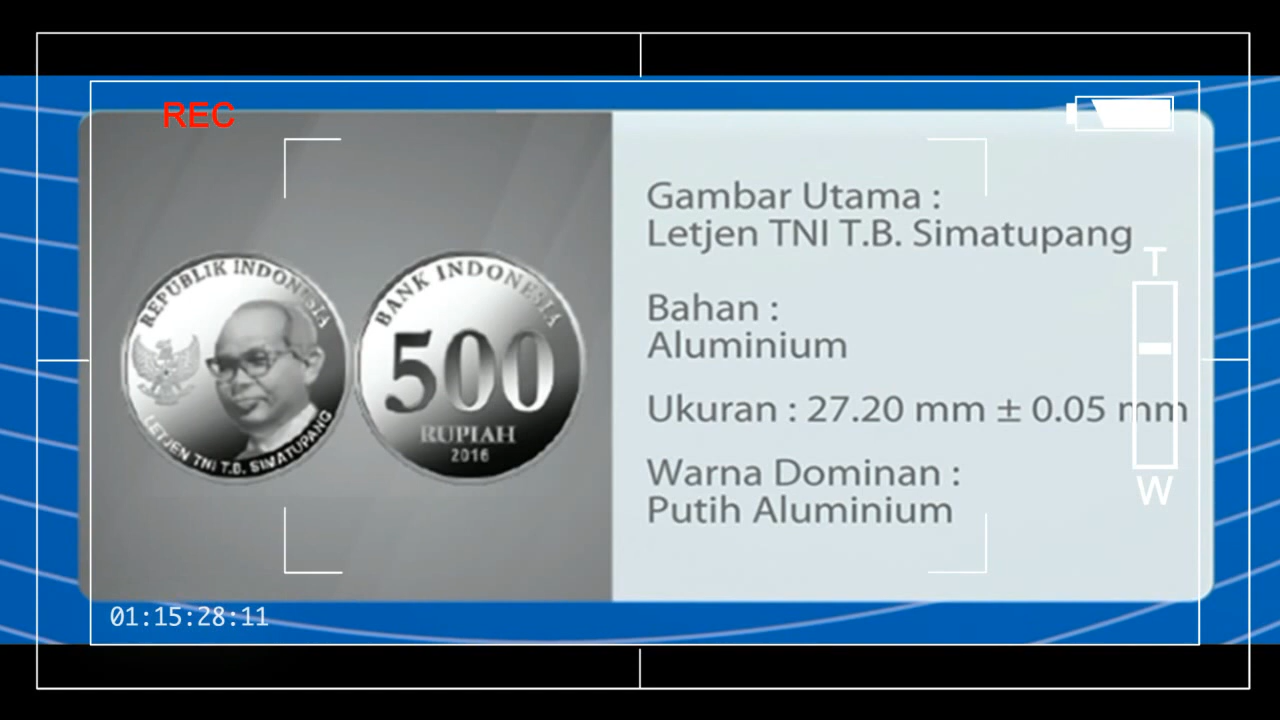 REC
REPUBLIK INDONESIA
LETJEN TNI T.B. SIMATUPANG
BANK INDONESIA
500
RUPIAH
2016
Gambar Utama :
Letjen TNI T.B. Simatupang
Bahan :
Aluminium
Ukuran : 27.20 mm ± 0.05 mm
Warna Dominan :
Putih Aluminium
T
W
01:15:28:11